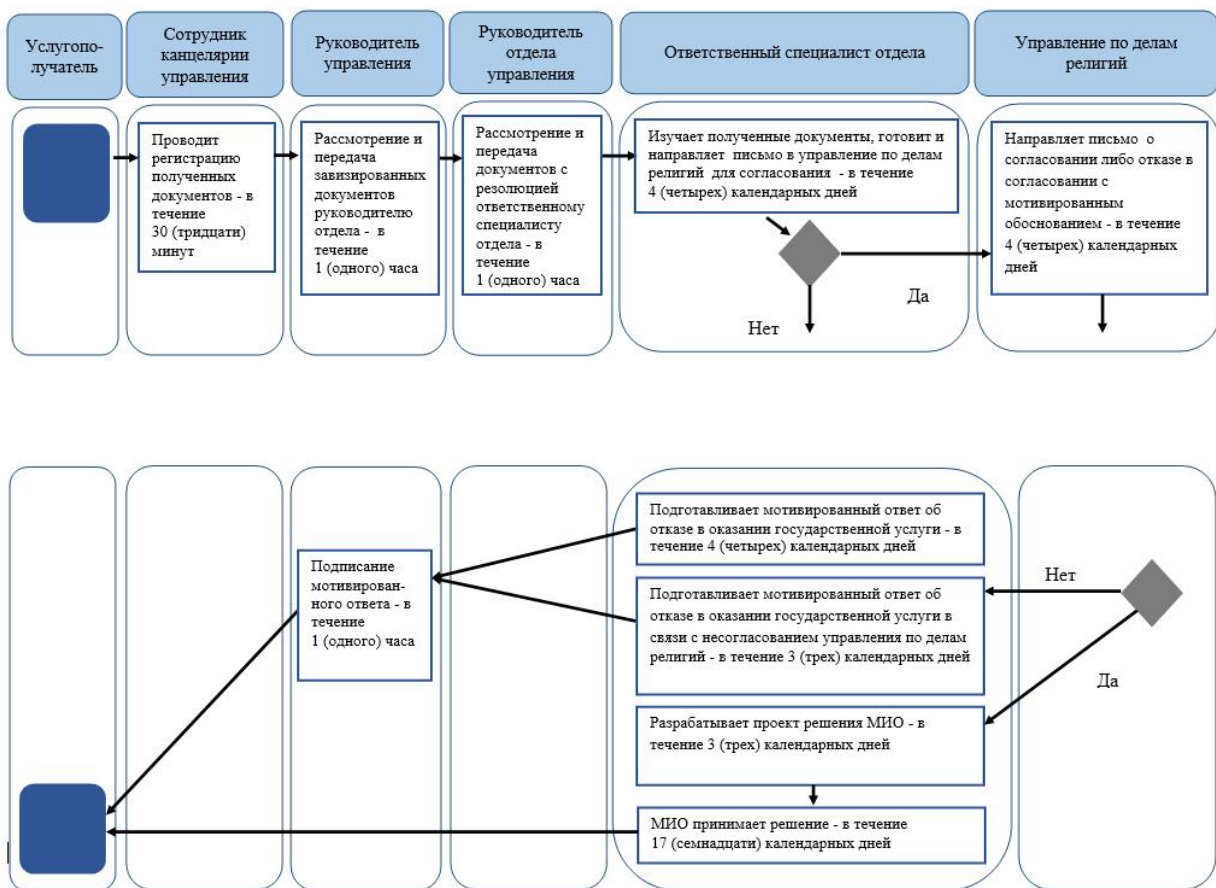 Услугопо-
лучатель
Сотрудник
канцелярии
управления
Руководитель
управления
Руководитель
отдела
управления
Ответственный специалист отдела
Управление по делам
религий
Проводит
регистрацию
полученных
документов - в
течение
30 (тридцати)
минут
Рассмотрение и
передача
завизированных
документов
руководителю
отдела - в
течение
1 (одного) часа
Рассмотрение и
передача
документов с
резолюцией
ответственному
специалисту
отдела - в
течение
1 (одного) часа
Изучает полученные документы, готовит и
направляет письмо в управление по делам
религий для согласования - в течение
4 (четырех) календарных дней
Направляет письмо о
согласовании либо отказе в
согласовании с
мотивированным
обоснованием - в течение
4 (четырех) календарных
дней
Да
Нет
Подготавливает мотивированный ответ об
отказе в оказании государственной услуги - в
течение 4 (четырех) календарных дней
Подписание
мотивирован-
ного ответа - в
течение
1 (одного) часа
Подготавливает мотивированный ответ об
отказе в оказании государственной услуги в
связи с несогласованием управления по делам
религий - в течение 3 (трех) календарных дней
Нет
Да
Разрабатывает проект решения МИО - в
течение 3 (трех) календарных дней
МИО принимает решение - в течение
17 (семнадцати) календарных дней